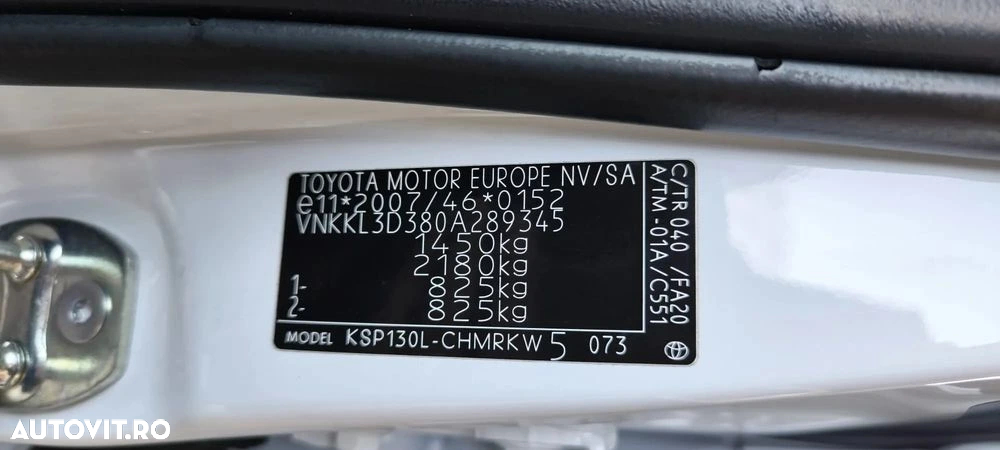 TOYOTA MOTOR EUROPE NV/SA
e11*2007/46*0152
VNKKL3D380A289345
1450kg
2180kg
1- 825kg
2- 825kg
MODEL KSP130L-CHMRKW 5 073
C/TR 040 /FA20
A/TM -01A/C551
AUTOVIT.RO